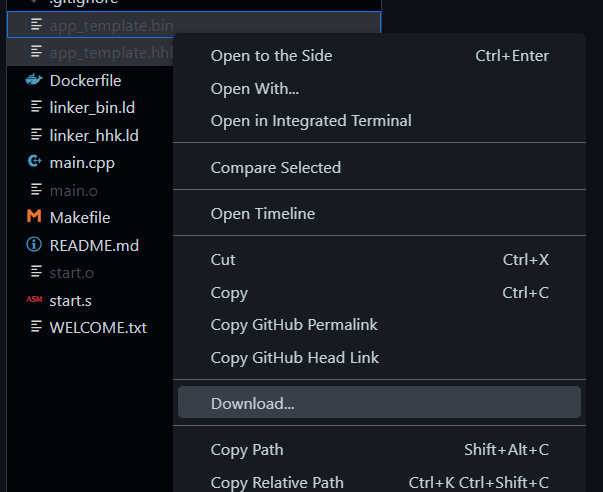 .gitignore
app_template.bin
app_template.hhk
Dockerfile
linker_bin.ld
linker_hhk.ld
main.cpp
main.o
Makefile
README.md
start.o
ASM start.s
WELCOME.txt
Open to the Side Ctrl+Enter
Open With...
Open in Integrated Terminal
Compare Selected
Open Timeline
Cut Ctrl+X
Copy Ctrl+C
Copy GitHub Permalink
Copy GitHub Head Link
Download...
Copy Path Shift+Alt+C
Copy Relative Path Ctrl+K Ctrl+Shift+C